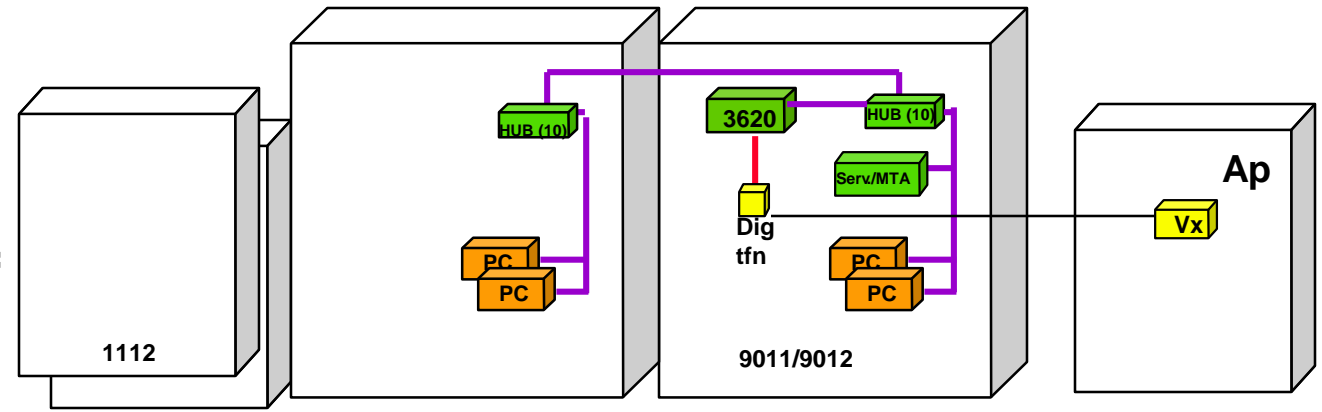 1112
HUB (10)
PC
PC
3620
HUB (10)
Serv./MTA
Dig
tfn
PC
PC
9011/9012
Ap
Vx